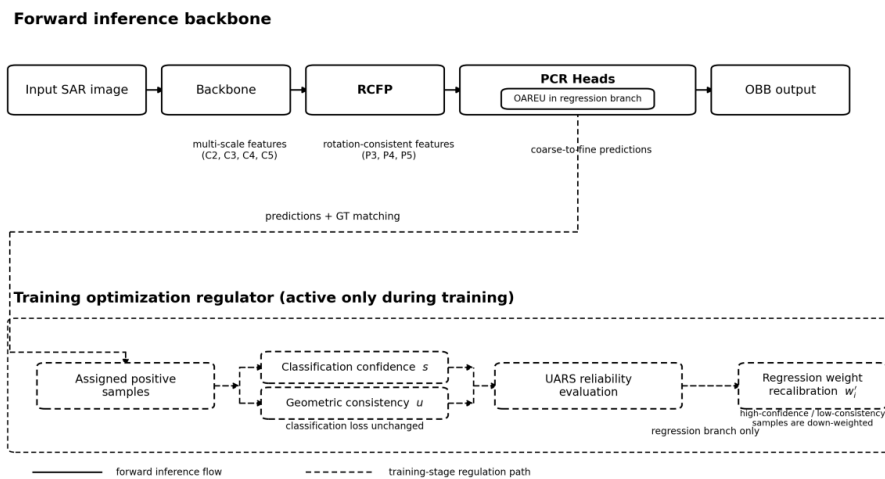 Forward inference backbone
Input SAR image
Backbone
RCFP
PCR Heads
OAREU in regression branch
OBB output
multi-scale features
(C2, C3, C4, C5)
rotation-consistent features
(P3, P4, P5)
coarse-to-fine predictions
predictions + GT matching
Training optimization regulator (active only during training)
Assigned positive
samples
Classification confidence s
Geometric consistency u
classification loss unchanged
UARS reliability
evaluation
Regression weight
recalibration w′ᵢ
high-confidence / low-consistency
samples are down-weighted
regression branch only
forward inference flow
training-stage regulation path